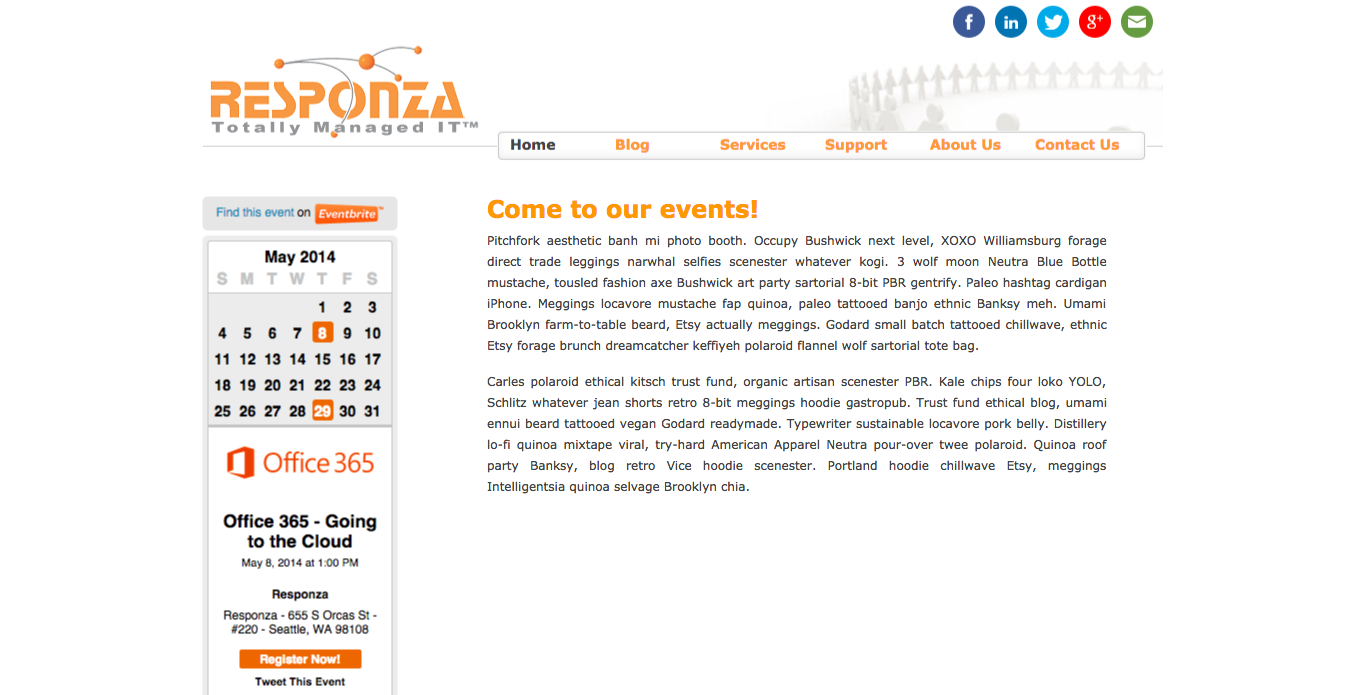 f in g+
RESPONZA
Totally Managed IT™
Home Blog Services Support About Us Contact Us
Find this event on Eventbrite™
May 2014
S M T W T F S
1 2 3
4 5 6 7 8 9 10
11 12 13 14 15 16 17
18 19 20 21 22 23 24
25 26 27 28 29 30 31
Office 365
Office 365 - Going
to the Cloud
May 8, 2014 at 1:00 PM
Responza
Responza - 655 S Orcas St -
#220 - Seattle, WA 98108
Register Now!
Tweet This Event
Come to our events!
Pitchfork aesthetic banh mi photo booth. Occupy Bushwick next level, XOXO Williamsburg forage
direct trade leggings narwhal selfies scenester whatever kogi. 3 wolf moon Neutra Blue Bottle
mustache, tousled fashion axe Bushwick art party sartorial 8-bit PBR gentrify. Paleo hashtag cardigan
iPhone. Meggings locavore mustache fap quinoa, paleo tattooed banjo ethnic Banksy meh. Umami
Brooklyn farm-to-table beard, Etsy actually meggings. Godard small batch tattooed chillwave, ethnic
Etsy forage brunch dreamcatcher keffiyeh polaroid flannel wolf sartorial tote bag.
Carles polaroid ethical kitsch trust fund, organic artisan scenester PBR. Kale chips four loko YOLO,
Schlitz whatever jean shorts retro 8-bit meggings hoodie gastropub. Trust fund ethical blog, umami
ennui beard tattooed vegan Godard readymade. Typewriter sustainable locavore pork belly. Distillery
lo-fi quinoa mixtape viral, try-hard American Apparel Neutra pour-over twee polaroid. Quinoa roof
party Banksy, blog retro Vice hoodie scenester. Portland hoodie chillwave Etsy, meggings
Intelligentsia quinoa selvage Brooklyn chia.